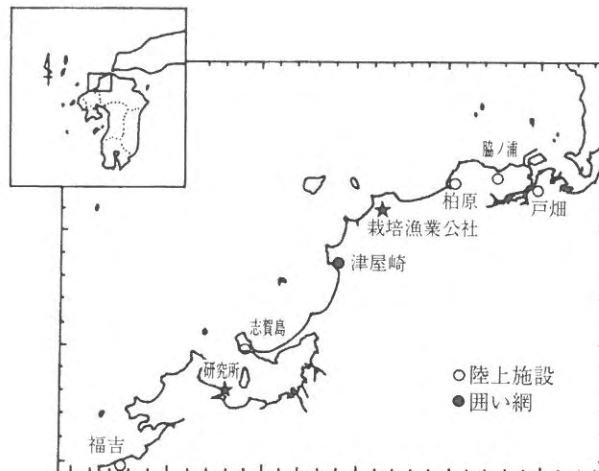 脇ノ浦
柏原
戸畑
栽培漁業公社
津屋崎
志賀島
研究所
福吉
陸上施設
囲い網